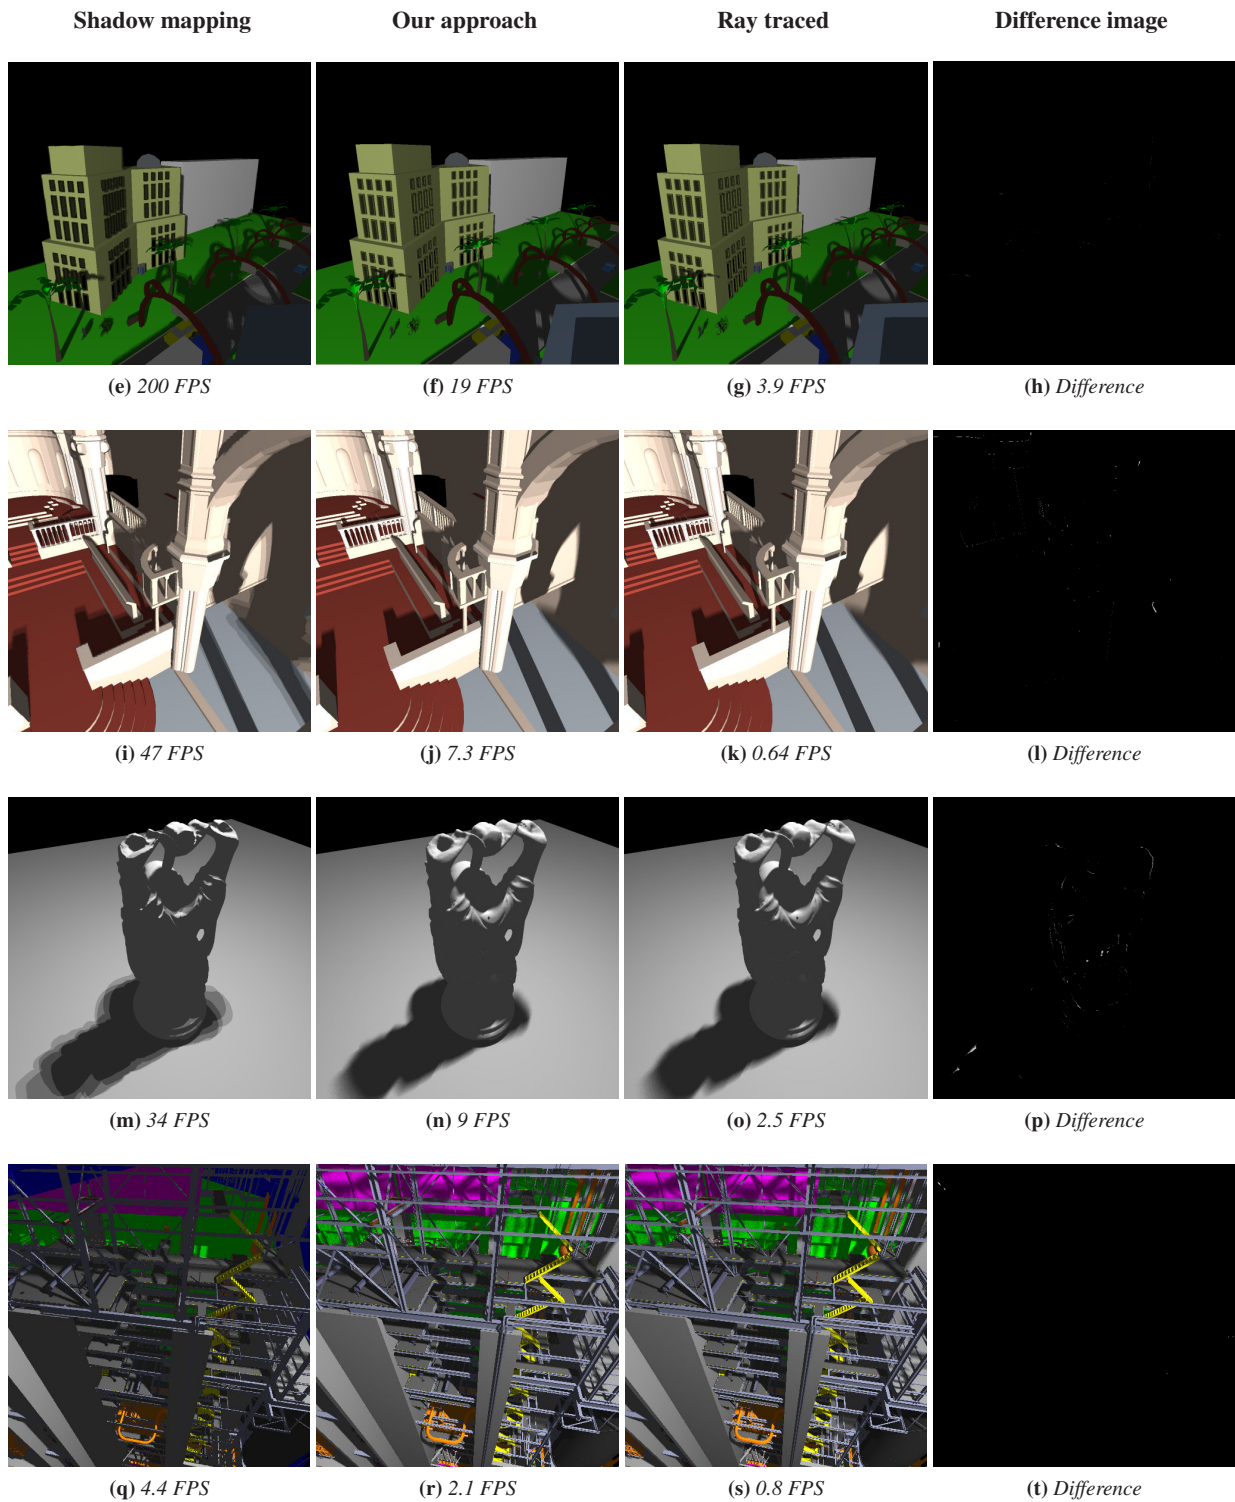 Shadow mapping Our approach Ray traced Difference image
(e) 200 FPS (f) 19 FPS (g) 3.9 FPS (h) Difference
(i) 47 FPS (j) 7.3 FPS (k) 0.64 FPS (l) Difference
(m) 34 FPS (n) 9 FPS (o) 2.5 FPS (p) Difference
(q) 4.4 FPS (r) 2.1 FPS (s) 0.8 FPS (t) Difference